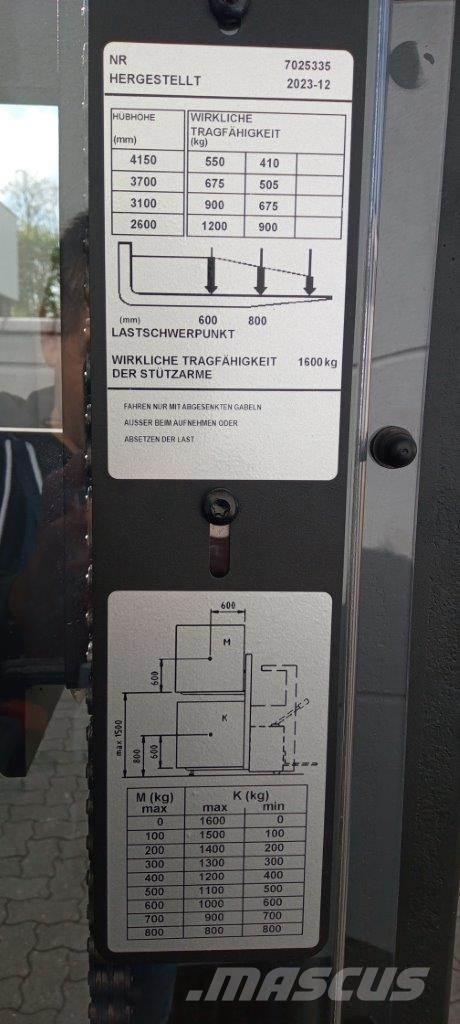 NR 7025335
HERGESTELLT 2023-12
HUBHOHE WIRKLICHE
TRAGFÄHIGKEIT
(mm) (kg)
4150 550 410
3700 675 505
3100 900 675
2600 1200 900
(mm) 600 800
LASTSCHWERPUNKT
WIRKLICHE TRAGFÄHIGKEIT 1600 kg
DER STÜTZARME
FAHREN NUR MIT ABGESENKTEN GABELN
AUSSER BEIM AUFNEHMEN ODER
ABSETZEN DER LAST
600
M
600
K
max 1500
800
600
M (kg) K (kg)
max max min
0 1600 0
100 1500 100
200 1400 200
300 1300 300
400 1200 400
500 1100 500
600 1000 600
700 900 700
800 800 800
MASCUS